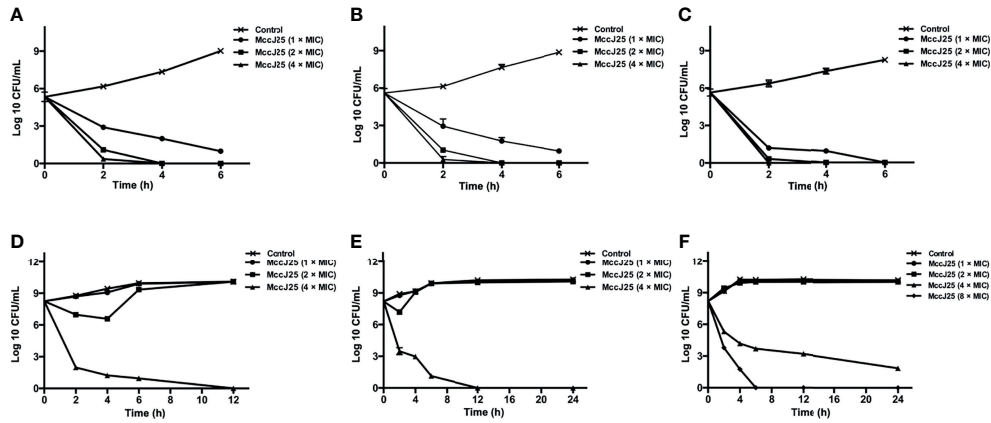 A
Control
MccJ25 (1 × MIC)
MccJ25 (2 × MIC)
MccJ25 (4 × MIC)
Log 10 CFU/mL
9
6
3
0
0 2 4 6
Time (h)
B
Control
MccJ25 (1 × MIC)
MccJ25 (2 × MIC)
MccJ25 (4 × MIC)
Log 10 CFU/mL
9
6
3
0
0 2 4 6
Time (h)
C
Control
MccJ25 (1 × MIC)
MccJ25 (2 × MIC)
MccJ25 (4 × MIC)
Log 10 CFU/mL
9
6
3
0
0 2 4 6
Time (h)
D
Control
MccJ25 (1 × MIC)
MccJ25 (2 × MIC)
MccJ25 (4 × MIC)
Log 10 CFU/mL
12
9
6
3
0
0 2 4 6 8 10 12
Time (h)
E
Control
MccJ25 (1 × MIC)
MccJ25 (2 × MIC)
MccJ25 (4 × MIC)
Log 10 CFU/mL
12
9
6
3
0
0 4 8 12 16 20 24
Time (h)
F
Control
MccJ25 (1 × MIC)
MccJ25 (2 × MIC)
MccJ25 (4 × MIC)
MccJ25 (8 × MIC)
Log 10 CFU/mL
12
9
6
3
0
0 4 8 12 16 20 24
Time (h)